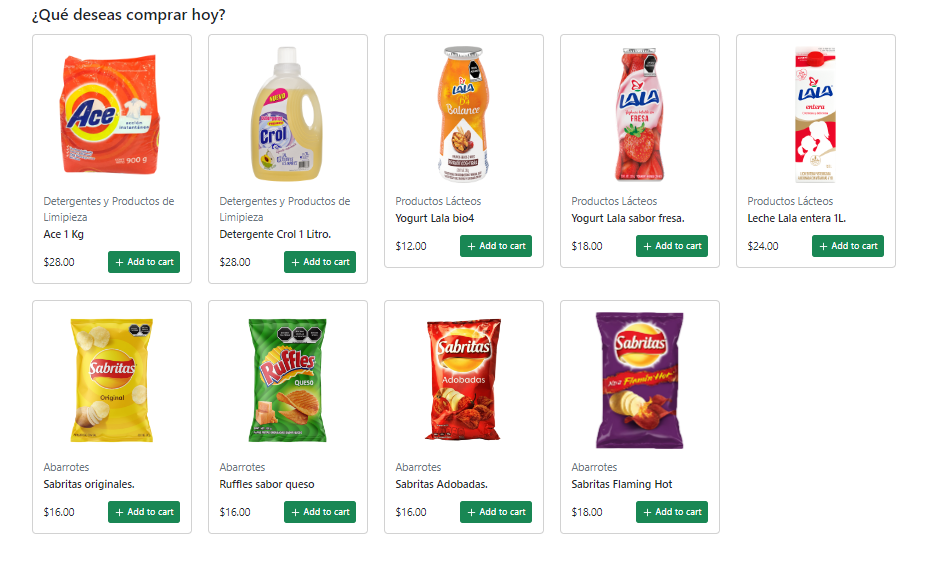 ¿Qué deseas comprar hoy?
Ace
acción
instantánea
900 g
Detergentes y Productos de
Limipieza
Ace 1 Kg
$28.00
+ Add to cart
NUEVO
Crol
Detergentes y Productos de
Limipieza
Detergente Crol 1 Litro.
$28.00
+ Add to cart
LALA
Balance
Productos Lácteos
Yogurt Lala bio4
$12.00
+ Add to cart
LALA
FRESA
Productos Lácteos
Yogurt Lala sabor fresa.
$18.00
+ Add to cart
LALA
entera
Productos Lácteos
Leche Lala entera 1L.
$24.00
+ Add to cart
Sabritas
Original
Abarrotes
Sabritas originales.
$16.00
+ Add to cart
Ruffles
QUESO
Abarrotes
Ruffles sabor queso
$16.00
+ Add to cart
Sabritas
Adobadas
Abarrotes
Sabritas Adobadas.
$16.00
+ Add to cart
Sabritas
Flamin' Hot
Abarrotes
Sabritas Flaming Hot
$18.00
+ Add to cart